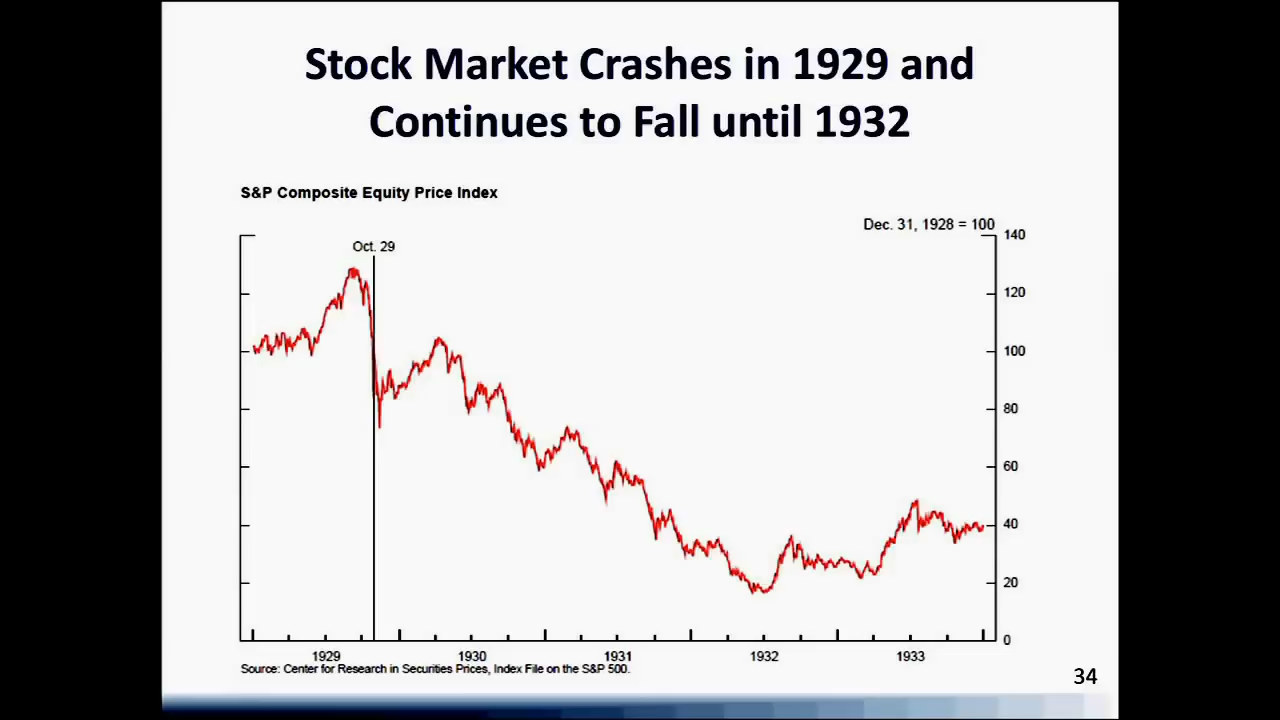 Stock Market Crashes in 1929 and
Continues to Fall until 1932
S&P Composite Equity Price Index
Dec. 31, 1928 = 100
Oct. 29
140
120
100
80
60
40
20
0
1929 1930 1931 1932 1933
Source: Center for Research in Securities Prices, Index File on the S&P 500.
34